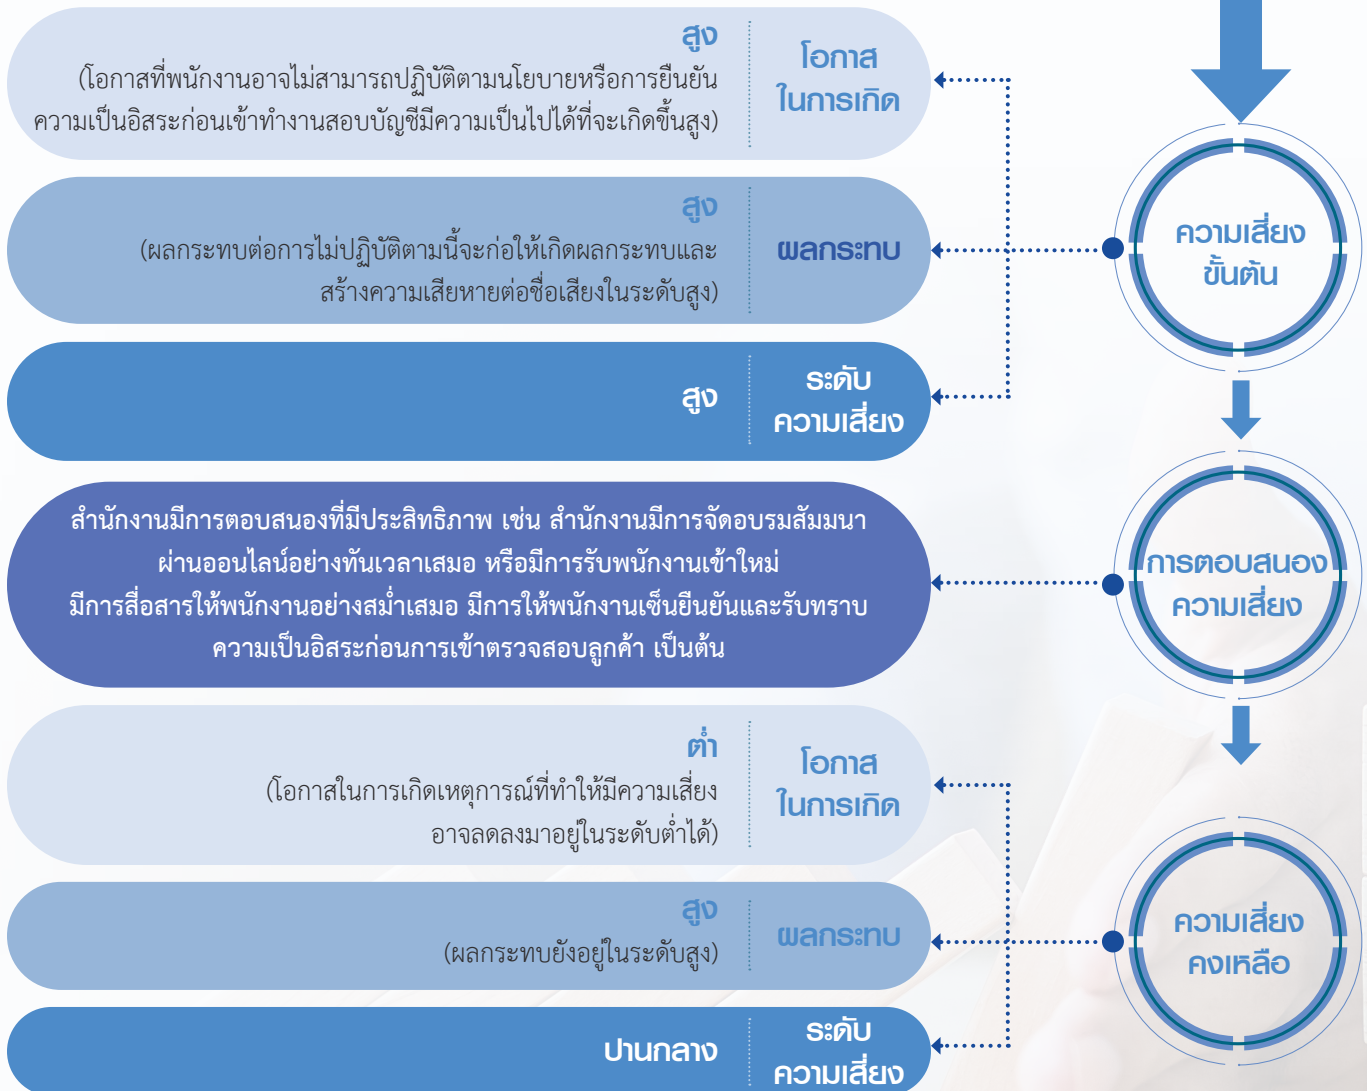 ความเสี่ยง
ขั้นต้น
โอกาส
ในการเกิด
สูง
(โอกาสที่พนักงานอาจไม่สามารถปฏิบัติตามนโยบายหรือการยืนยัน
ความเป็นอิสระก่อนเข้าทำงานสอบบัญชีมีความเป็นไปได้ที่จะเกิดขึ้นสูง)
ผลกระทบ
สูง
(ผลกระทบต่อการไม่ปฏิบัติตามนี้จะก่อให้เกิดผลกระทบและ
สร้างความเสียหายต่อชื่อเสียงในระดับสูง)
ระดับ
ความเสี่ยง
สูง
การตอบสนอง
ความเสี่ยง
สำนักงานมีการตอบสนองที่มีประสิทธิภาพ เช่น สำนักงานมีการจัดอบรมสัมมนา
ผ่านออนไลน์อย่างทันเวลาเสมอ หรือมีการรับพนักงานเข้าใหม่
มีการสื่อสารให้พนักงานอย่างสม่ำเสมอ มีการให้พนักงานเซ็นยืนยันและรับทราบ
ความเป็นอิสระก่อนการเข้าตรวจสอบลูกค้า เป็นต้น
ความเสี่ยง
คงเหลือ
โอกาส
ในการเกิด
ต่ำ
(โอกาสในการเกิดเหตุการณ์ที่ทำให้มีความเสี่ยง
อาจลดลงมาอยู่ในระดับต่ำได้)
ผลกระทบ
สูง
(ผลกระทบยังอยู่ในระดับสูง)
ระดับ
ความเสี่ยง
ปานกลาง